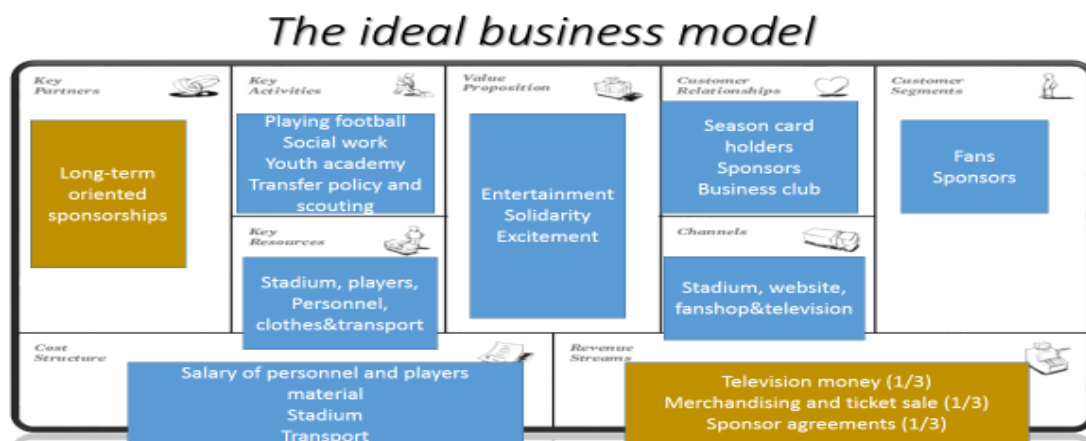 The ideal business model
Key
Partners
Long-term
oriented
sponsorships
Key
Activities
Playing football
Social work
Youth academy
Transfer policy and
scouting
Key
Resources
Stadium, players,
Personnel,
clothes&transport
Value
Proposition
Entertainment
Solidarity
Excitement
Customer
Relationships
Season card
holders
Sponsors
Business club
Channels
Stadium, website,
fanshop&television
Customer
Segments
Fans
Sponsors
Cost
Structure
Salary of personnel and players
material
Stadium
Transport
Revenue
Streams
Television money (1/3)
Merchandising and ticket sale (1/3)
Sponsor agreements (1/3)